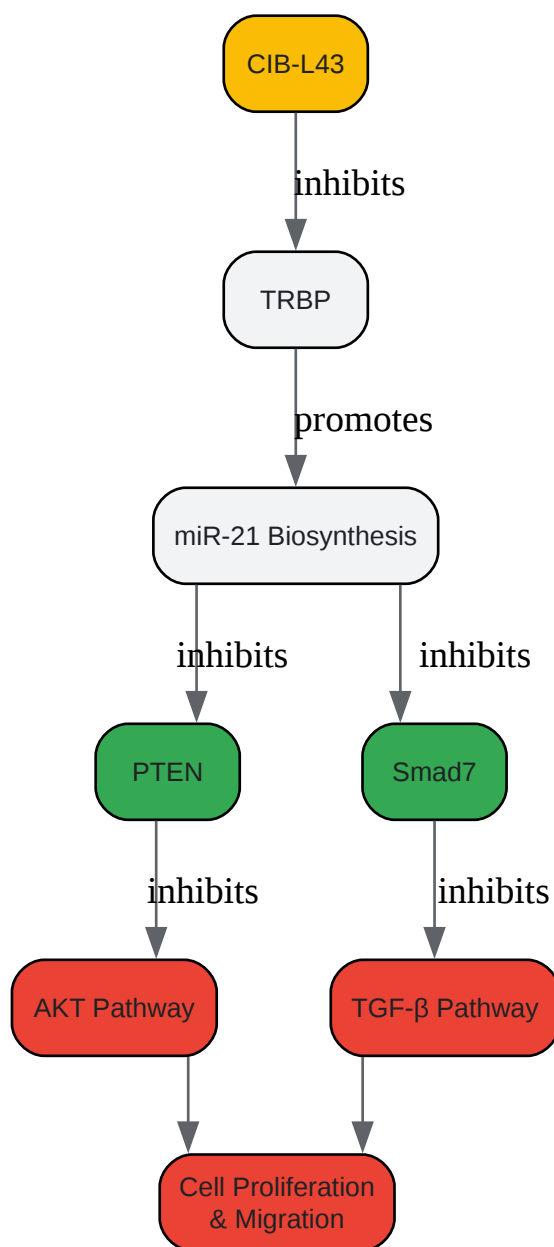 CIB-L43
inhibits
TRBP
promotes
miR-21 Biosynthesis
inhibits
inhibits
PTEN
Smad7
inhibits
inhibits
AKT Pathway
TGF-β Pathway
Cell Proliferation
& Migration